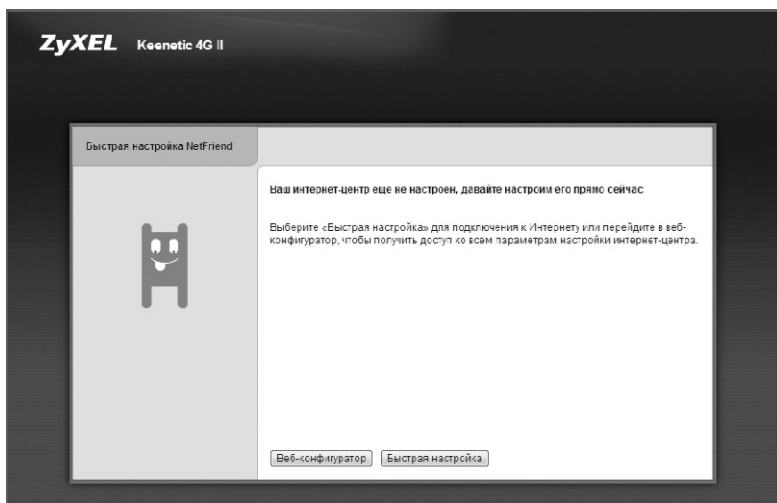 ZyXEL Keenetic 4G II
Быстрая настройка NetFriend
Ваш интернет-центр еще не настроен, давайте настроим его прямо сейчас
Выберите «Быстрая настройка» для подключения к Интернету или перейдите в веб-
конфигуратор, чтобы получить доступ ко всем параметрам настройки интернет-центра.
Веб-конфигуратор Быстрая настройка